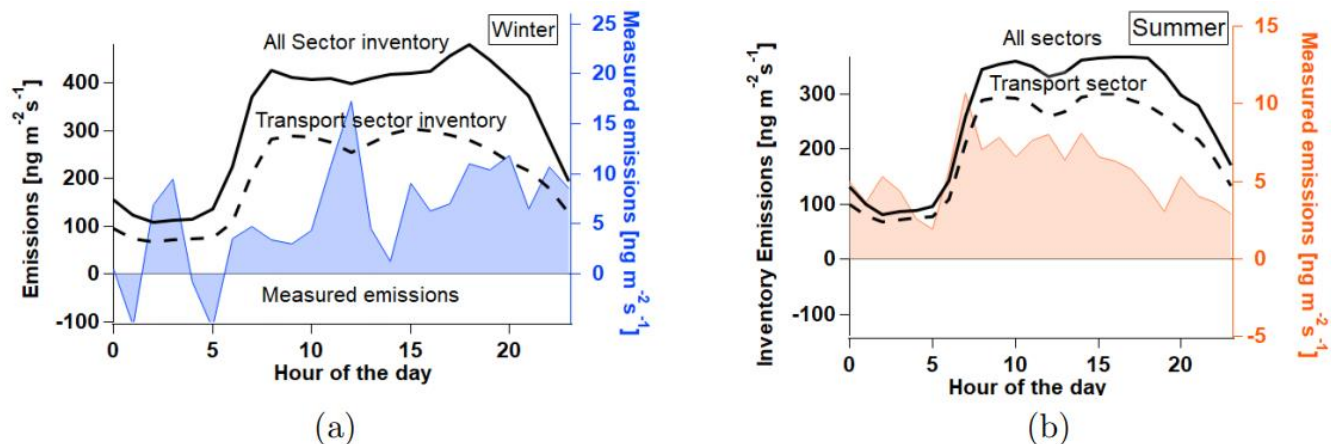 Emissions [ng m⁻² s⁻¹]
400
300
200
100
0
-100
All Sector inventory
Winter
Transport sector inventory
Measured emissions
25
20
15
10
5
0
Measured emissions [ng m⁻² s⁻¹]
0 5 10 15 20
Hour of the day
(a)
Inventory Emissions [ng m⁻² s⁻¹]
300
200
100
0
-100
All sectors
Summer
Transport sector
15
10
5
0
-5
Measured emissions [ng m⁻² s⁻¹]
0 5 10 15 20
Hour of the day
(b)